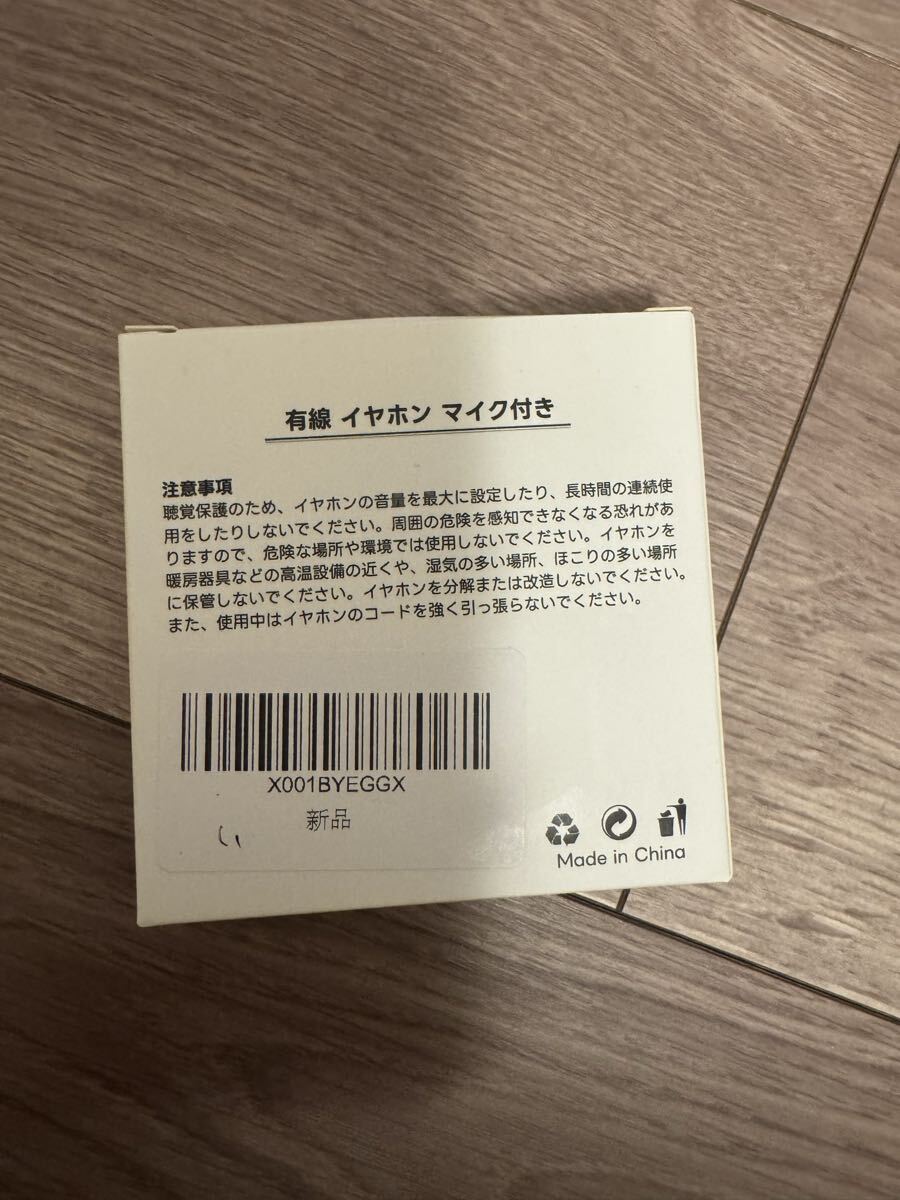 有線 イヤホン マイク付き
注意事項
聴覚保護のため、イヤホンの音量を最大に設定したり、長時間の連続使
用をしたりしないでください。周囲の危険を感知できなくなる恐れがあ
りますので、危険な場所や環境では使用しないでください。イヤホンを
暖房器具などの高温設備の近くや、湿気の多い場所、ほこりの多い場所
に保管しないでください。イヤホンを分解または改造しないでください。
また、使用中はイヤホンのコードを強く引っ張らないでください。
X001BYEGGX
新品
い
Made in China